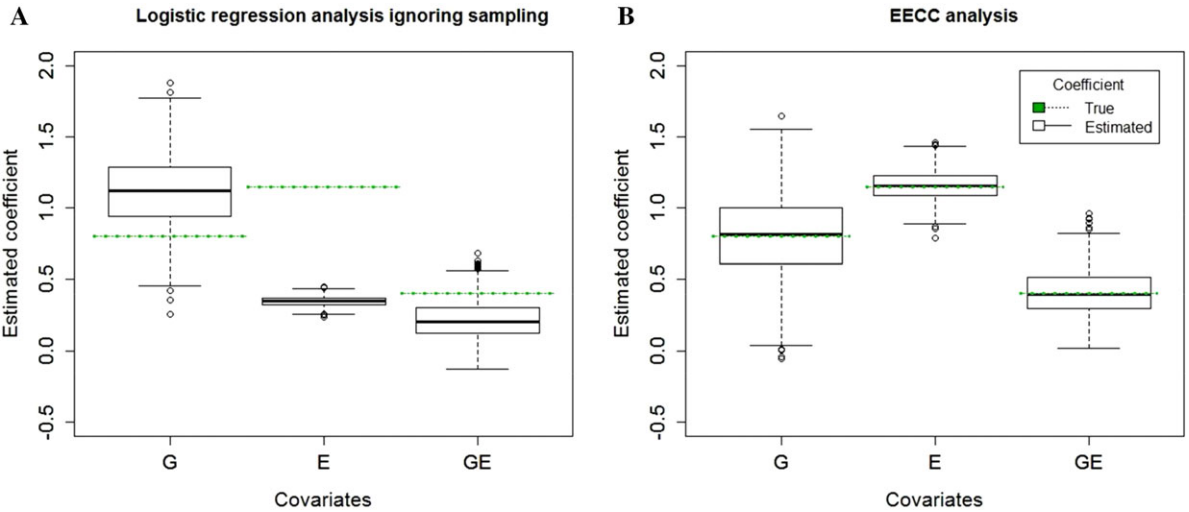 A
Logistic regression analysis ignoring sampling
Estimated coefficient
2.0
1.5
1.0
0.5
0.0
-0.5
G
E
GE
Covariates
B
EECC analysis
Estimated coefficient
2.0
1.5
1.0
0.5
0.0
-0.5
Coefficient
True
Estimated
G
E
GE
Covariates